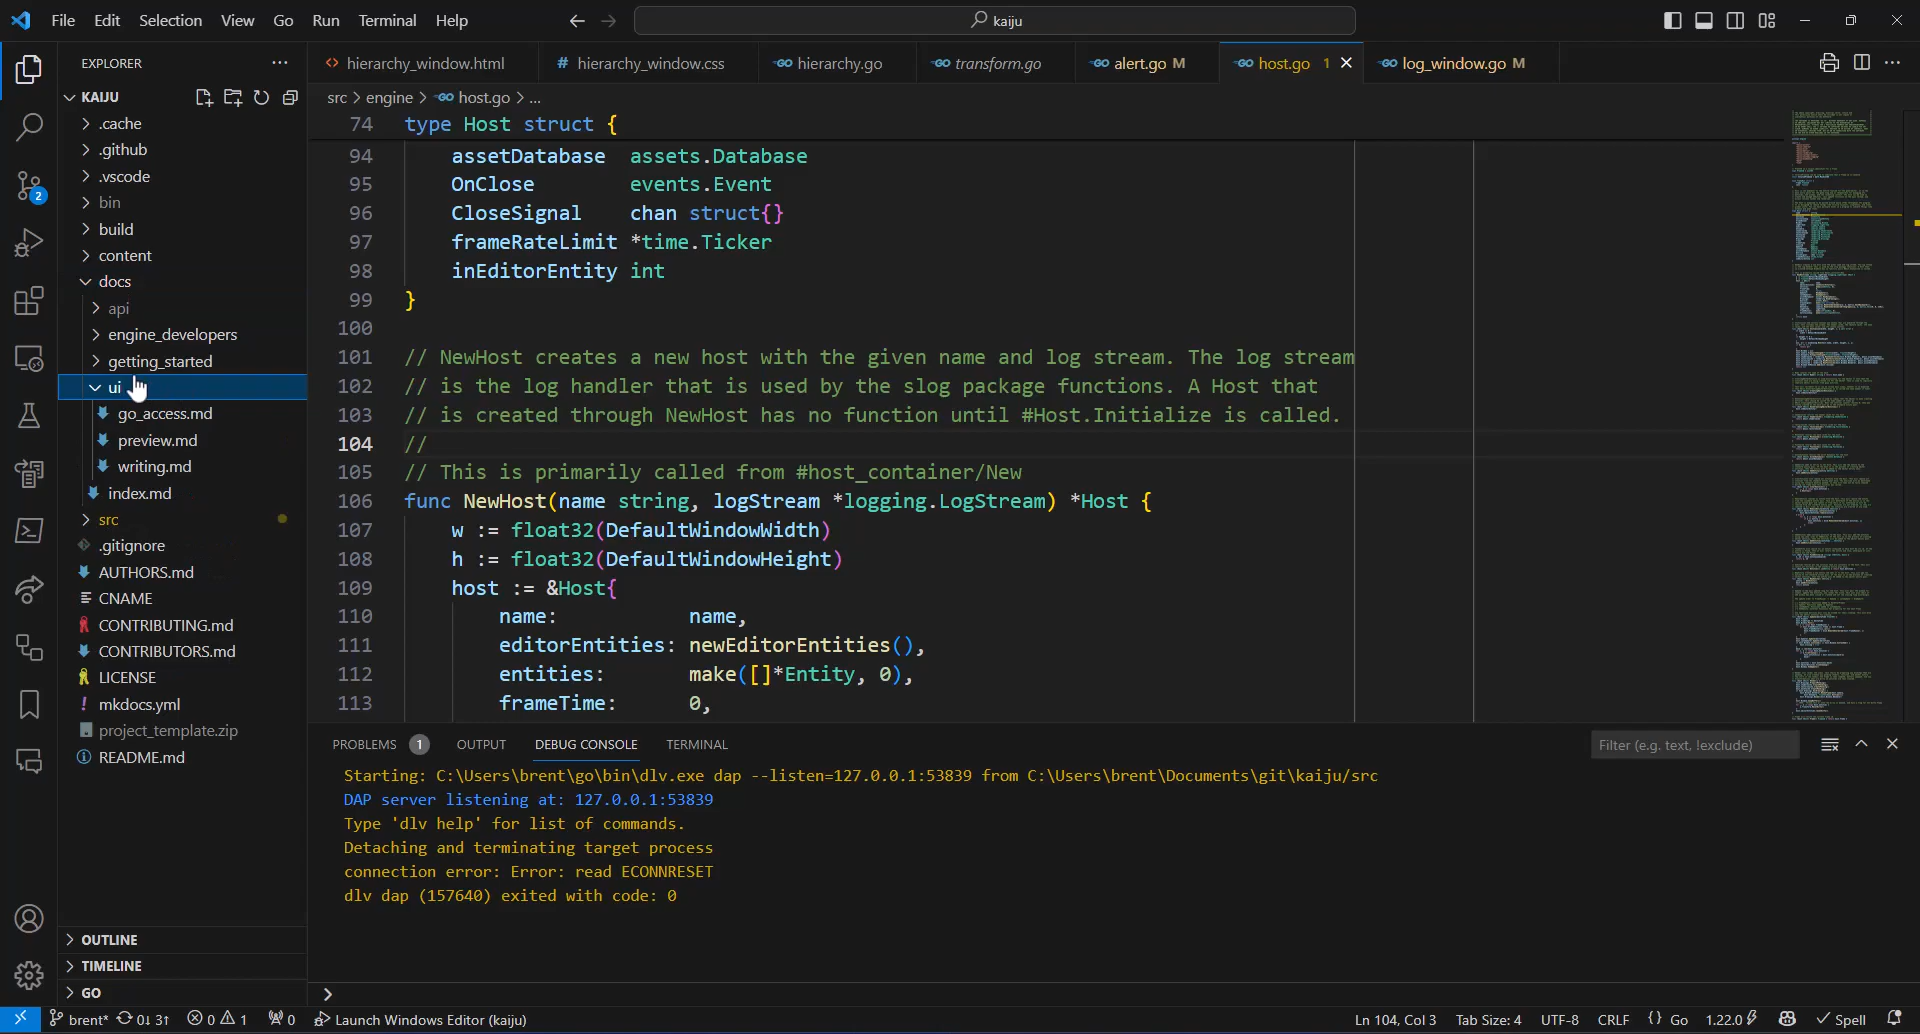 File Edit Selection View Go Run Terminal Help
kaiju
EXPLORER
KAIJU
.cache
.github
.vscode
bin
build
content
docs
api
engine_developers
getting_started
ui
go_access.md
preview.md
writing.md
index.md
src
.gitignore
AUTHORS.md
CNAME
CONTRIBUTING.md
CONTRIBUTORS.md
LICENSE
mkdocs.yml
project_template.zip
README.md
OUTLINE
TIMELINE
GO
2
hierarchy_window.html hierarchy_window.css hierarchy.go transform.go alert.go M host.go 1 log_window.go M
src > engine > host.go > ...
74 type Host struct {
94 assetDatabase assets.Database
95 OnClose events.Event
96 CloseSignal chan struct{}
97 frameRateLimit *time.Ticker
98 inEditorEntity int
99 }
100
101 // NewHost creates a new host with the given name and log stream. The log stream
102 // is the log handler that is used by the slog package functions. A Host that
103 // is created through NewHost has no function until #Host.Initialize is called.
104 //
105 // This is primarily called from #host_container/New
106 func NewHost(name string, logStream *logging.LogStream) *Host {
107 w := float32(DefaultWindowWidth)
108 h := float32(DefaultWindowHeight)
109 host := &Host{
110 name: name,
111 editorEntities: newEditorEntities(),
112 entities: make([]*Entity, 0),
113 frameTime: 0,
PROBLEMS 1 OUTPUT DEBUG CONSOLE TERMINAL
Filter (e.g. text, !exclude)
Starting: C:\Users\brent\go\bin\dlv.exe dap --listen=127.0.0.1:53839 from C:\Users\brent\Documents\git\kaiju/src
DAP server listening at: 127.0.0.1:53839
Type 'dlv help' for list of commands.
Detaching and terminating target process
connection error: Error: read ECONNRESET
dlv dap (157640) exited with code: 0
brent* 0↓ 3↑ 0 1 0 Launch Windows Editor (kaiju)
Ln 104, Col 3 Tab Size: 4 UTF-8 CRLF {} Go 1.22.0 Spell